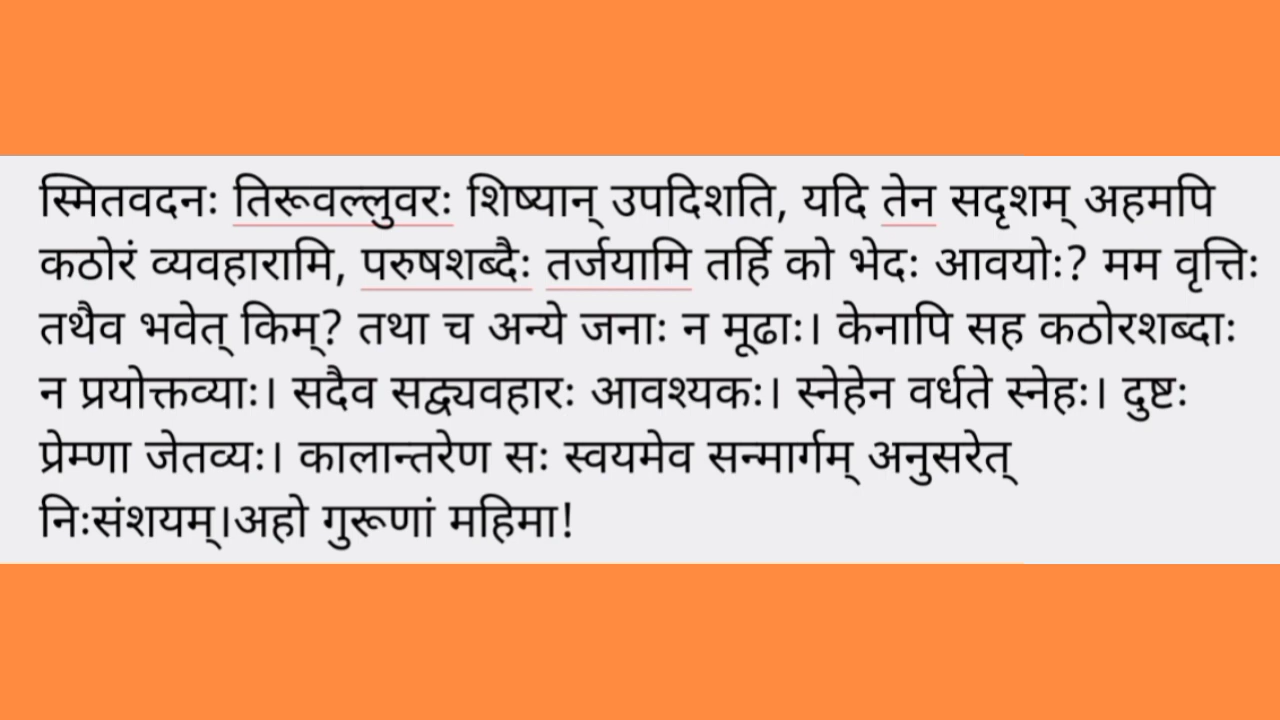 स्मितवदनः तिरूवल्लुवरः शिष्यान् उपदिशति, यदि तेन सदृशम् अहमपि
कठोरं व्यवहारामि, परुषशब्दैः तर्जयामि तर्हि को भेदः आवयोः? मम वृत्तिः
तथैव भवेत् किम्? तथा च अन्ये जनाः न मूढाः। केनापि सह कठोरशब्दाः
न प्रयोक्तव्याः। सदैव सद्व्यवहारः आवश्यकः। स्नेहेन वर्धते स्नेहः। दुष्टः
प्रेम्णा जेतव्यः। कालान्तरेण सः स्वयमेव सन्मार्गम् अनुसरेत्
निःसंशयम्।अहो गुरूणां महिमा!